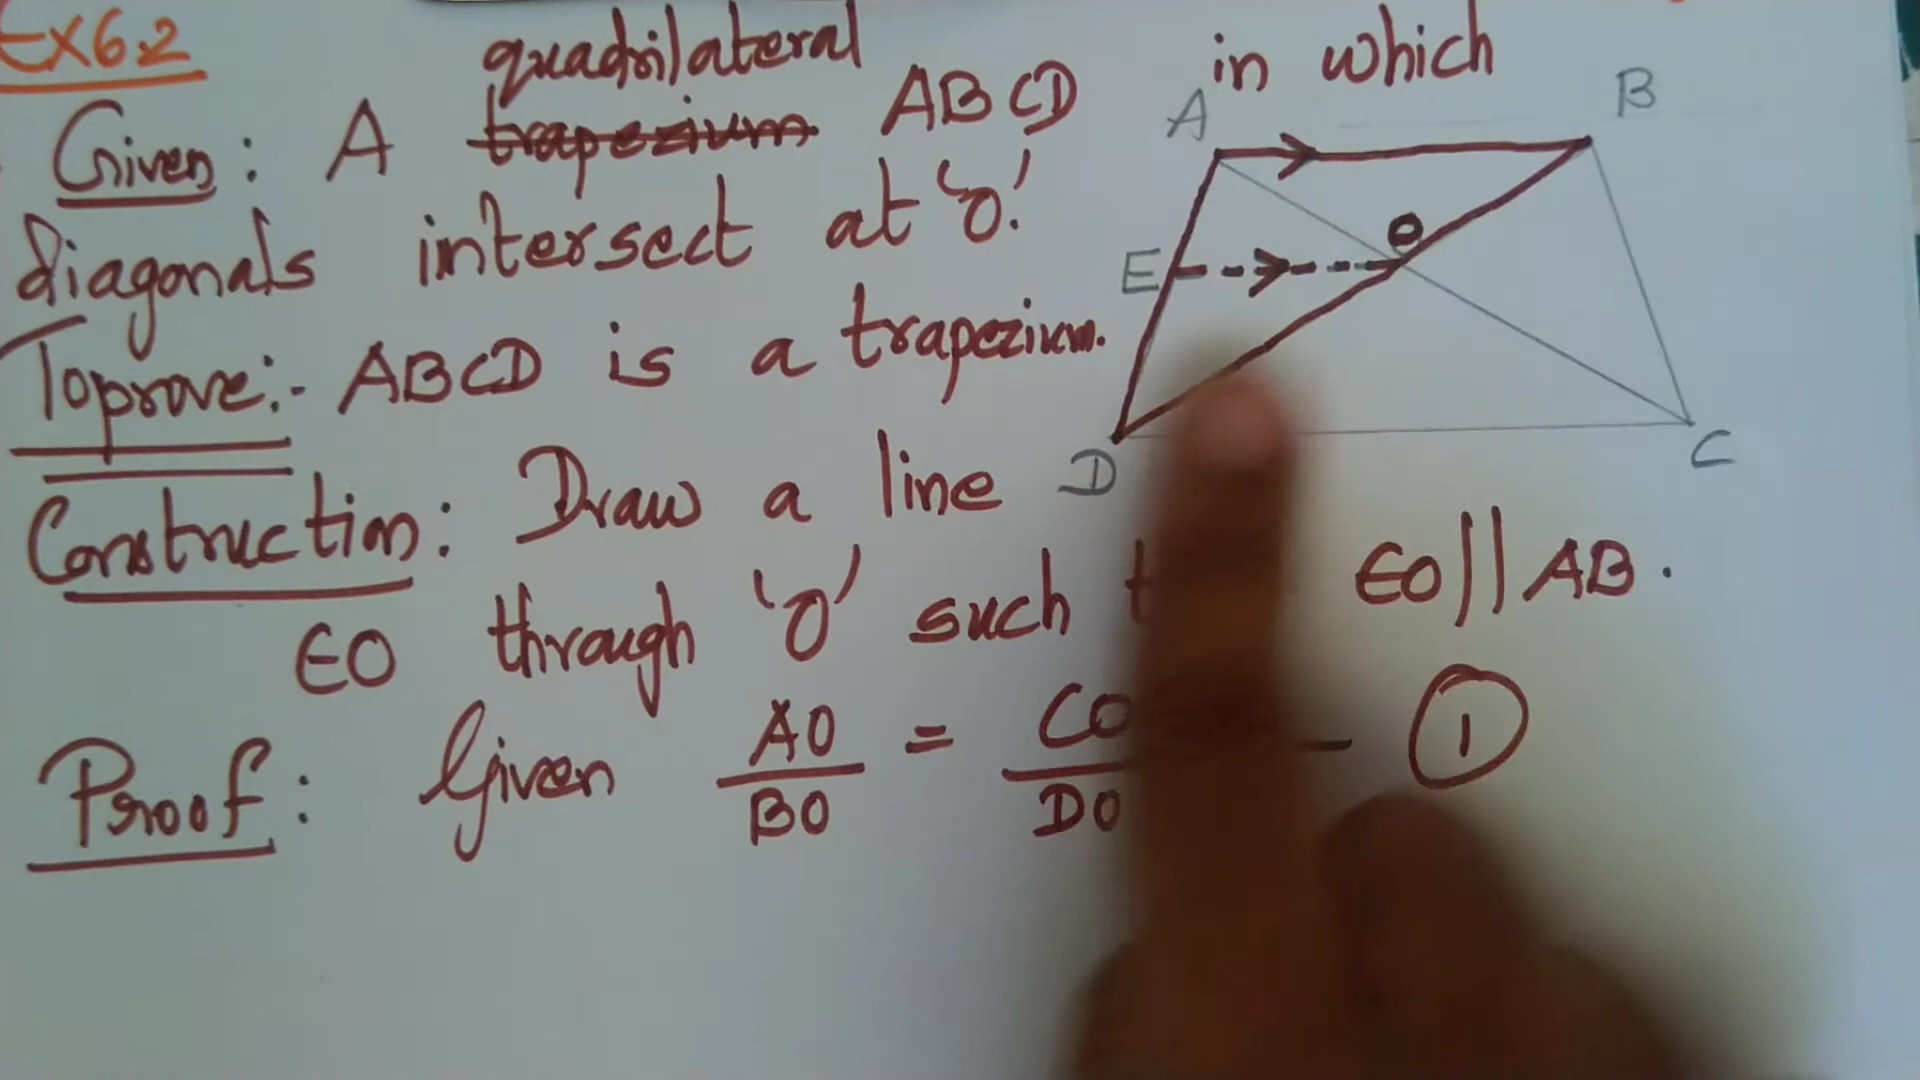 Ex6.2
Given: A quadrilateral trapezium ABCD in which
diagonals intersect at 'O'.
To prove:- ABCD is a trapezium.
Construction: Draw a line
EO through 'O' such EO||AB.
Proof: Given AO/BO = CO/DO — ①
A
B
O
E
D
C